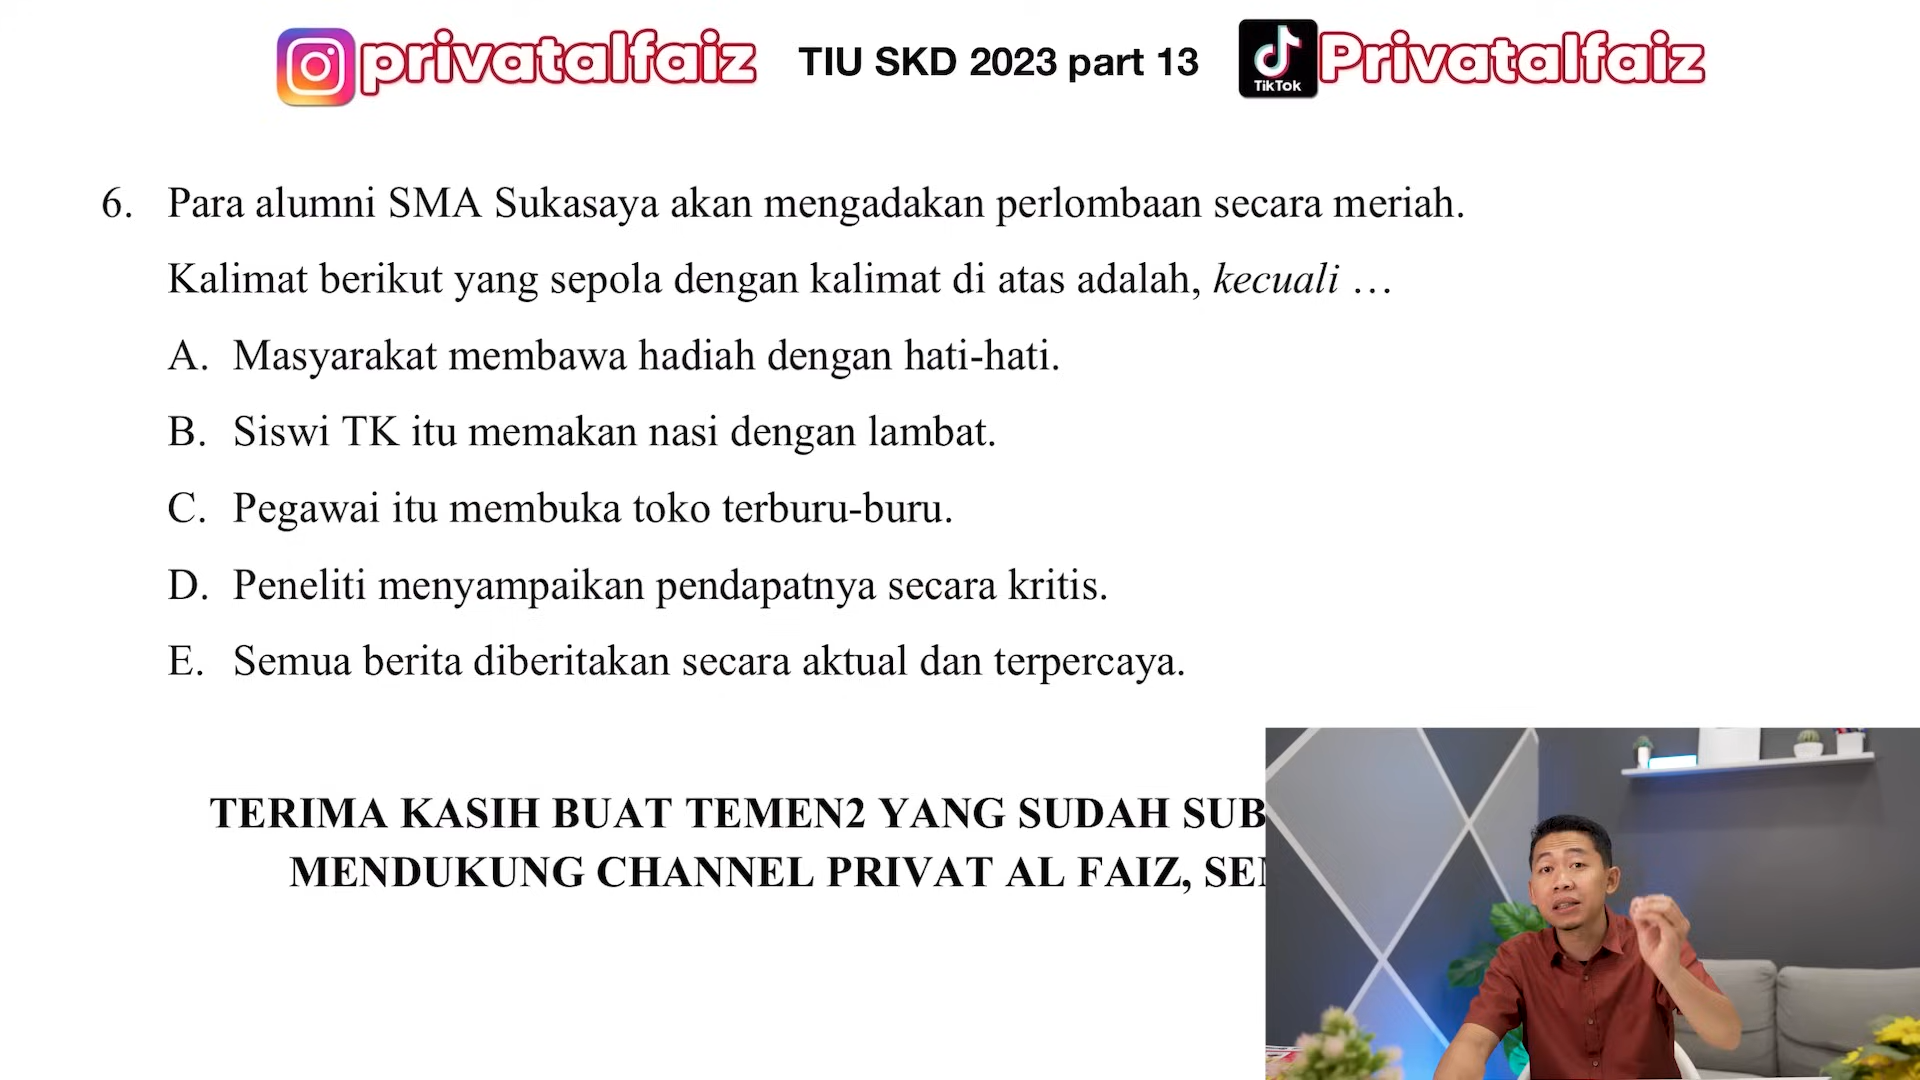 privatalfaiz TIU SKD 2023 part 13 TikTok Privatalfaiz
6. Para alumni SMA Sukasaya akan mengadakan perlombaan secara meriah.
Kalimat berikut yang sepola dengan kalimat di atas adalah, kecuali …
A. Masyarakat membawa hadiah dengan hati-hati.
B. Siswi TK itu memakan nasi dengan lambat.
C. Pegawai itu membuka toko terburu-buru.
D. Peneliti menyampaikan pendapatnya secara kritis.
E. Semua berita diberitakan secara aktual dan terpercaya.
TERIMA KASIH BUAT TEMEN2 YANG SUDAH SUB
MENDUKUNG CHANNEL PRIVAT AL FAIZ,